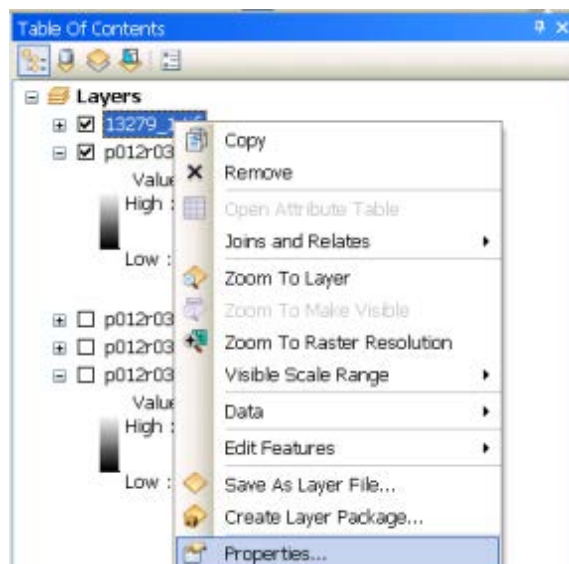 Table Of Contents
Layers
13279_1.tif
p012r03
Value
High :
Low :
p012r03
p012r03
p012r03
Value
High :
Low :
Copy
Remove
Open Attribute Table
Joins and Relates
Zoom To Layer
Zoom To Make Visible
Zoom To Raster Resolution
Visible Scale Range
Data
Edit Features
Save As Layer File...
Create Layer Package...
Properties...